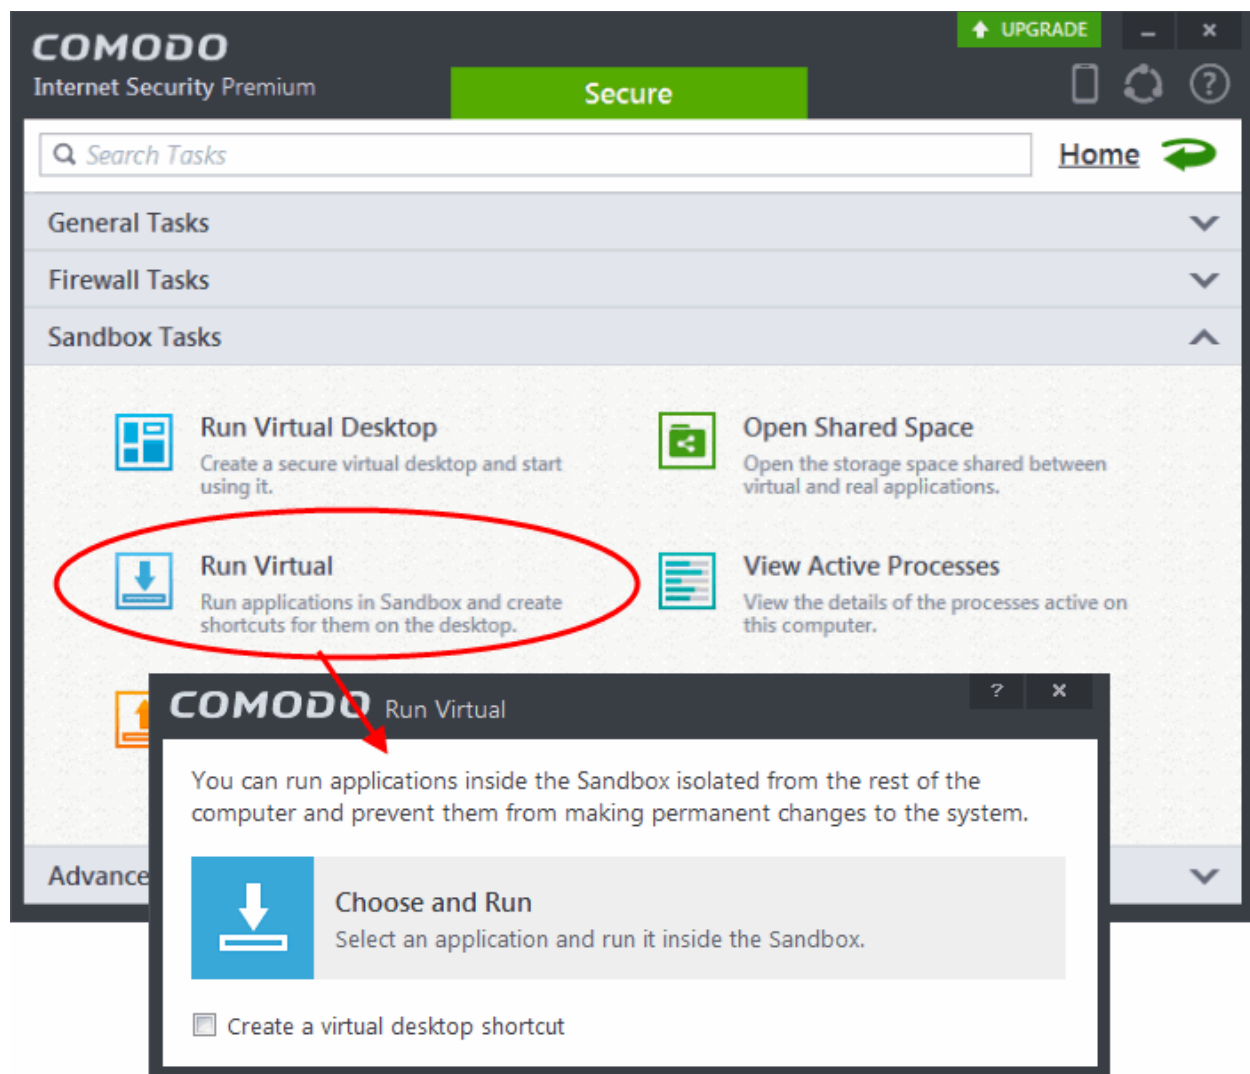 COMODO
Internet Security Premium
UPGRADE
Secure
Search Tasks
Home
General Tasks
Firewall Tasks
Sandbox Tasks
Run Virtual Desktop
Create a secure virtual desktop and start
using it.
Open Shared Space
Open the storage space shared between
virtual and real applications.
Run Virtual
Run applications in Sandbox and create
shortcuts for them on the desktop.
View Active Processes
View the details of the processes active on
this computer.
COMODO Run Virtual
?
You can run applications inside the Sandbox isolated from the rest of the
computer and prevent them from making permanent changes to the system.
Advance
Choose and Run
Select an application and run it inside the Sandbox.
Create a virtual desktop shortcut